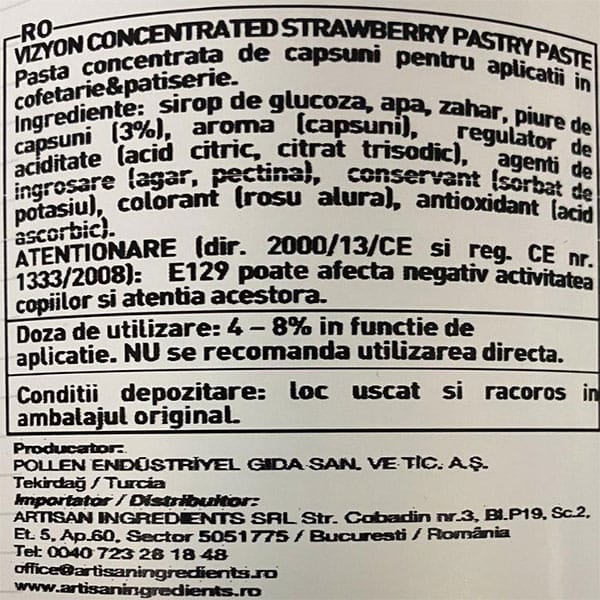 RO
VIZYON CONCENTRATED STRAWBERRY PASTRY PASTE
Pasta concentrata de capsuni pentru aplicatii in
cofetarie&patiserie.
Ingrediente: sirop de glucoza, apa, zahar, piure de
capsuni (3%), aroma (capsuni), regulator de
aciditate (acid citric, citrat trisodic), agenti de
ingrosare (agar, pectina), conservant (sorbat de
potasiu), colorant (rosu alura), antioxidant (acid
ascorbic).
ATENTIONARE (dir. 2000/13/CE si reg. CE nr.
1333/2008): E129 poate afecta negativ activitatea
copiilor si atentia acestora.
Doza de utilizare: 4 – 8% in functie de
aplicatie. NU se recomanda utilizarea directa.
Conditii depozitare: loc uscat si racoros in
ambalajul original.
Producator:
POLLEN ENDÜSTRİYEL GIDA SAN. VE TİC. A.Ş.
Tekirdağ / Turcia
Importator / Distribuitor:
ARTISAN INGREDIENTS SRL Str. Cobadin nr.3, Bl.P19, Sc.2,
Et. 5, Ap.60, Sector 5051775 / Bucuresti / România
Tel: 0040 723 28 18 48
office@artisaningredients.ro
www.artisaningredients.ro